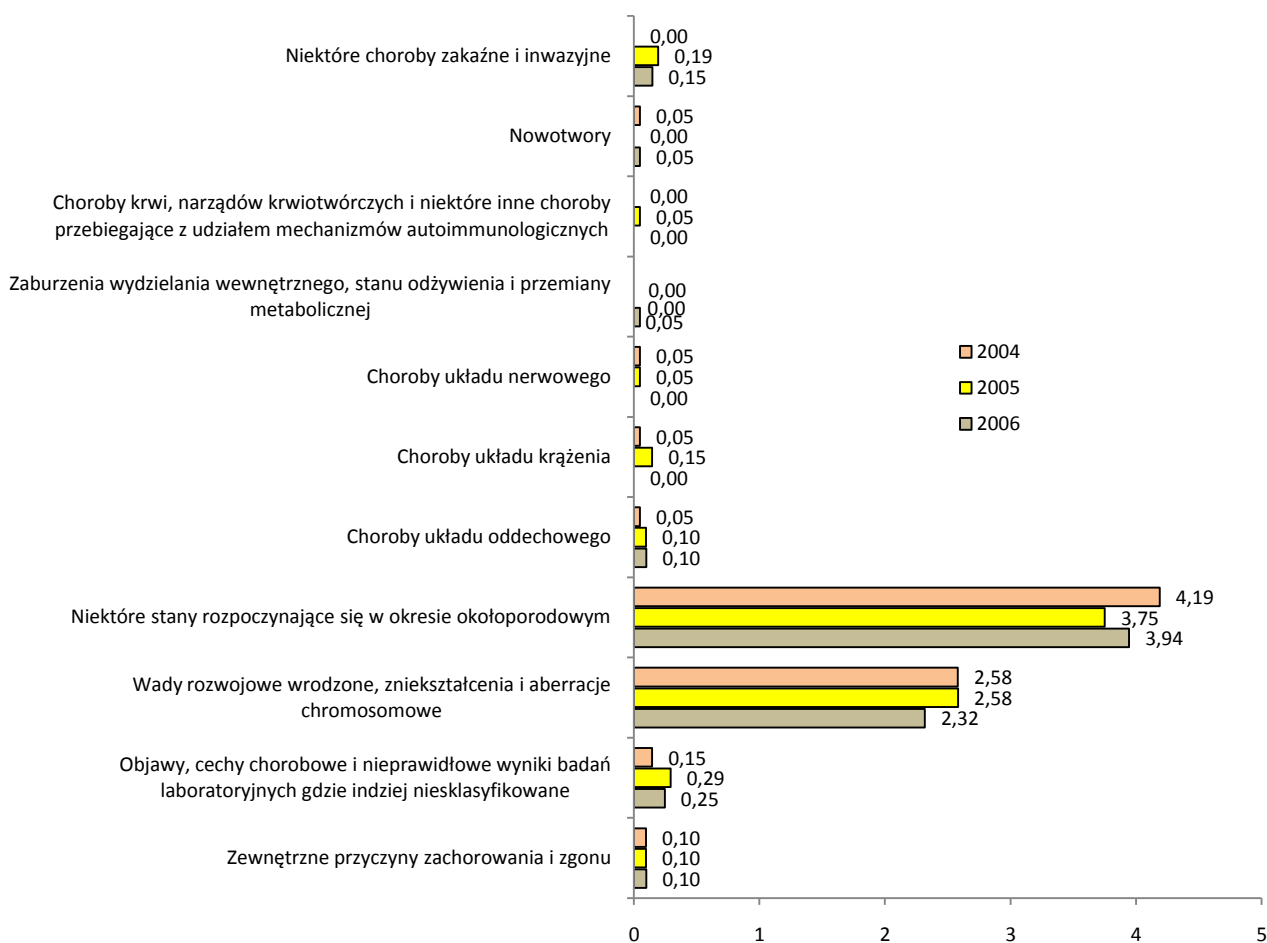 Niektóre choroby zakaźne i inwazyjne
0,00
0,19
0,15
Nowotwory
0,05
0,00
0,05
Choroby krwi, narządów krwiotwórczych i niektóre inne choroby
przebiegające z udziałem mechanizmów autoimmunologicznych
0,00
0,05
0,00
Zaburzenia wydzielania wewnętrznego, stanu odżywienia i przemiany
metabolicznej
0,00
0,00
0,05
Choroby układu nerwowego
0,05
0,05
0,00
Choroby układu krążenia
0,05
0,15
0,00
Choroby układu oddechowego
0,05
0,10
0,10
Niektóre stany rozpoczynające się w okresie okołoporodowym
4,19
3,75
3,94
Wady rozwojowe wrodzone, zniekształcenia i aberracje
chromosomowe
2,58
2,58
2,32
Objawy, cechy chorobowe i nieprawidłowe wyniki badań
laboratoryjnych gdzie indziej niesklasyfikowane
0,15
0,29
0,25
Zewnętrzne przyczyny zachorowania i zgonu
0,10
0,10
0,10
2004
2005
2006
0 1 2 3 4 5